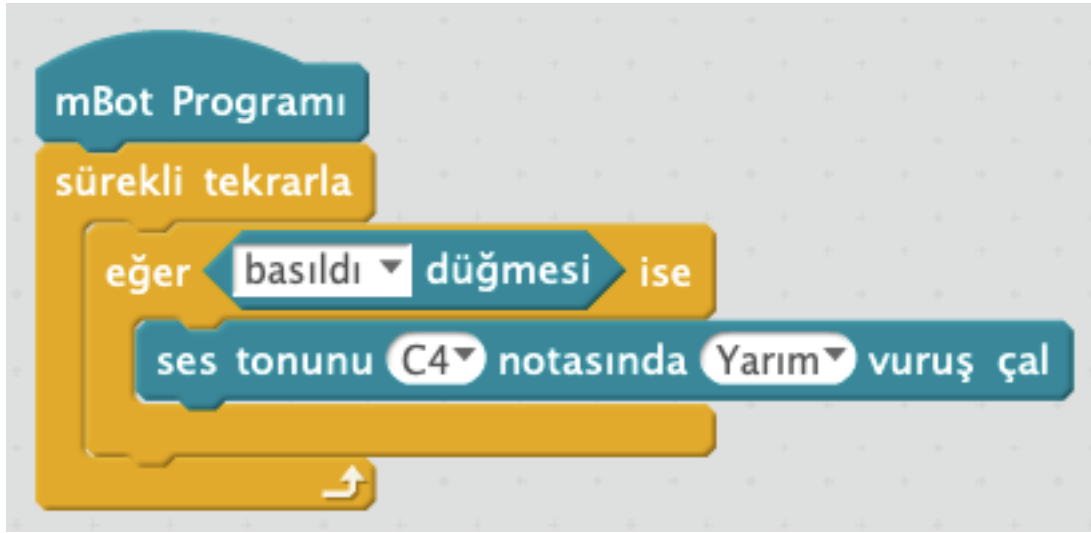 mBot Programı
sürekli tekrarla
eğer basıldı düğmesi ise
ses tonunu C4 notasında Yarım vuruş çal